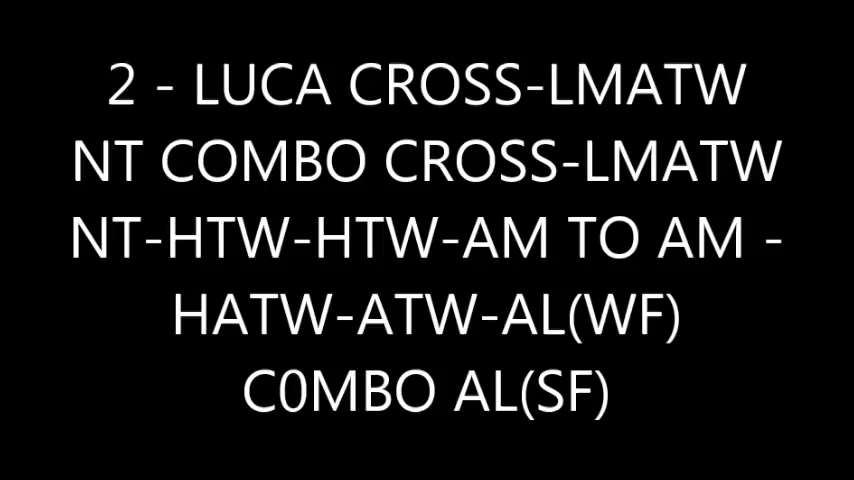 2 - LUCA CROSS-LMATW
NT COMBO CROSS-LMATW
NT-HTW-HTW-AM TO AM -
HATW-ATW-AL(WF)
C0MBO AL(SF)